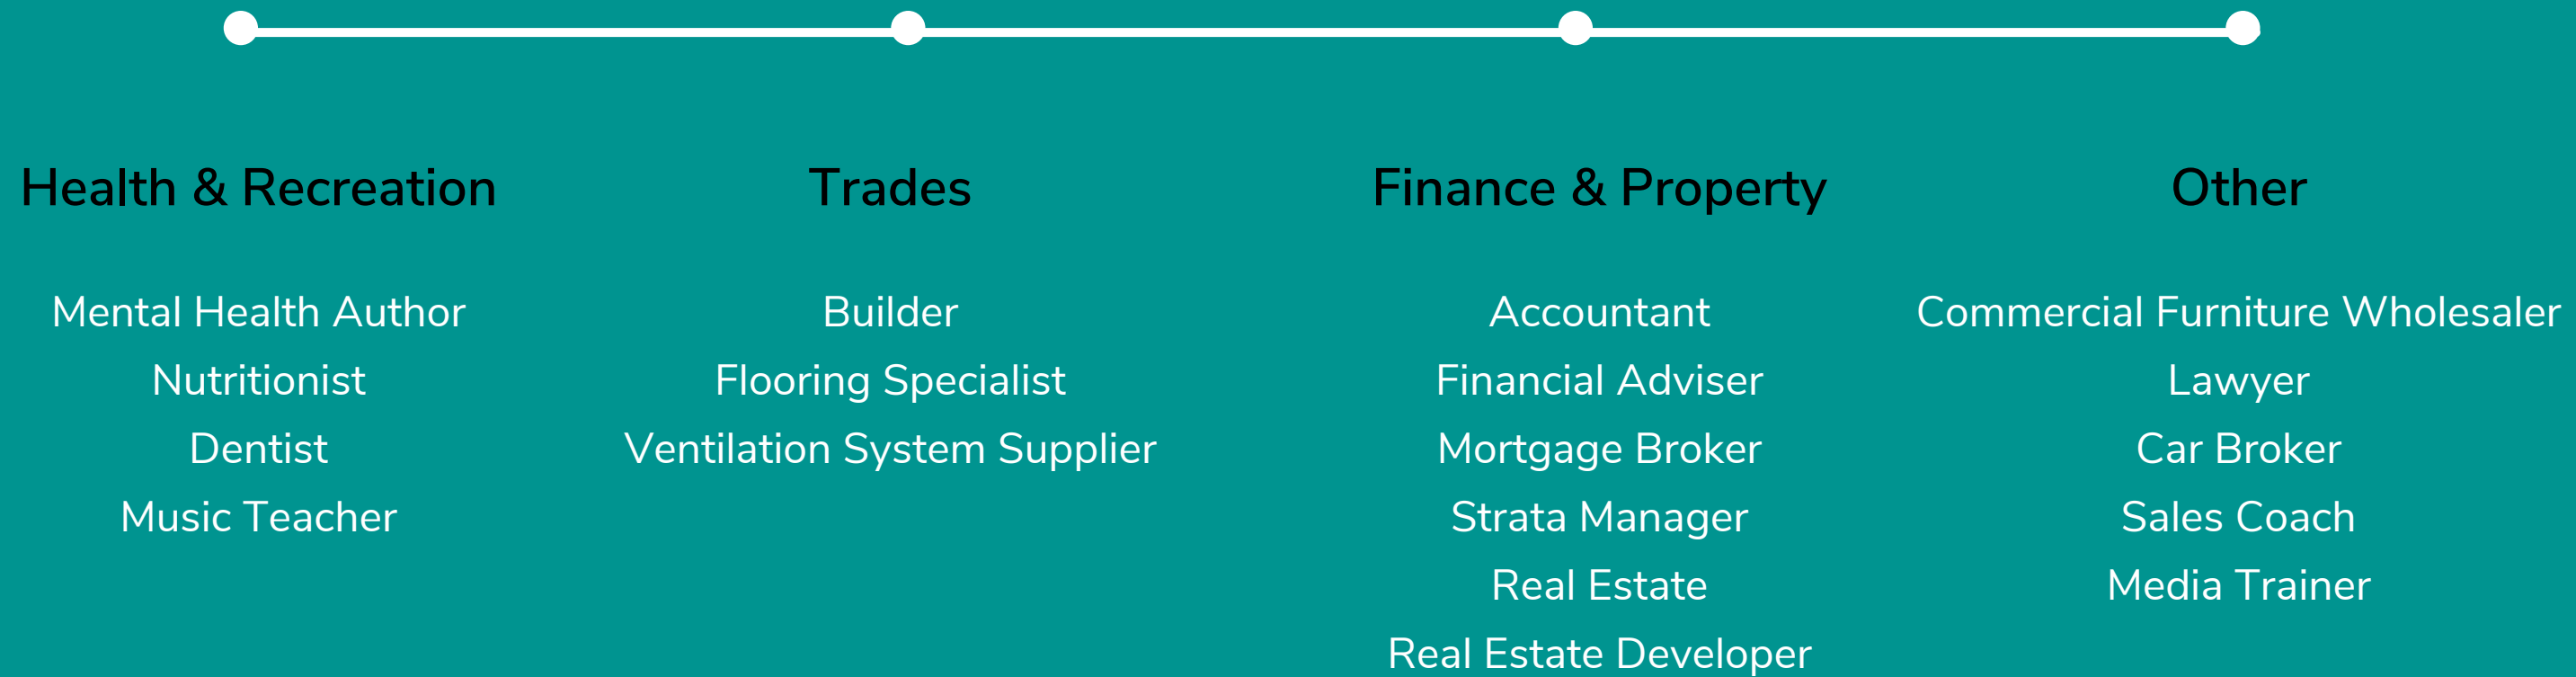 Health & Recreation
Mental Health Author
Nutritionist
Dentist
Music Teacher
Trades
Builder
Flooring Specialist
Ventilation System Supplier
Finance & Property
Accountant
Financial Adviser
Mortgage Broker
Strata Manager
Real Estate
Real Estate Developer
Other
Commercial Furniture Wholesaler
Lawyer
Car Broker
Sales Coach
Media Trainer